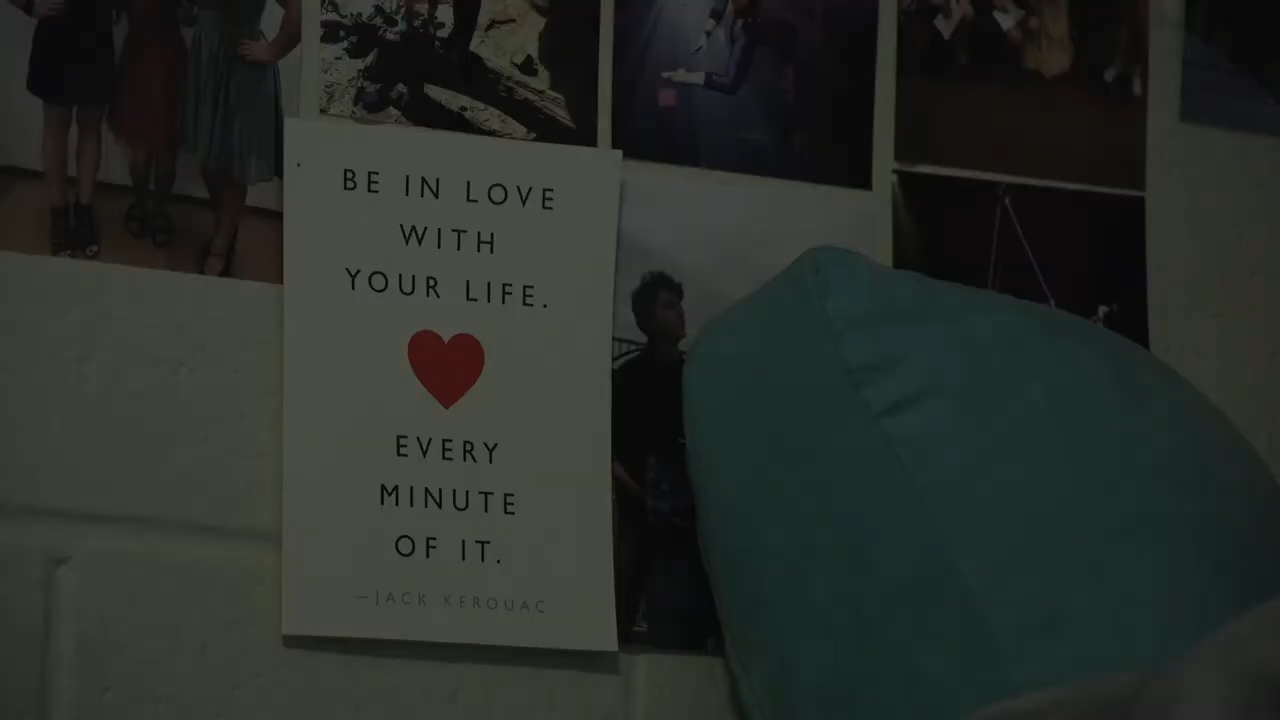 BE IN LOVE
WITH
YOUR LIFE.
EVERY
MINUTE
OF IT.
—JACK KEROUAC